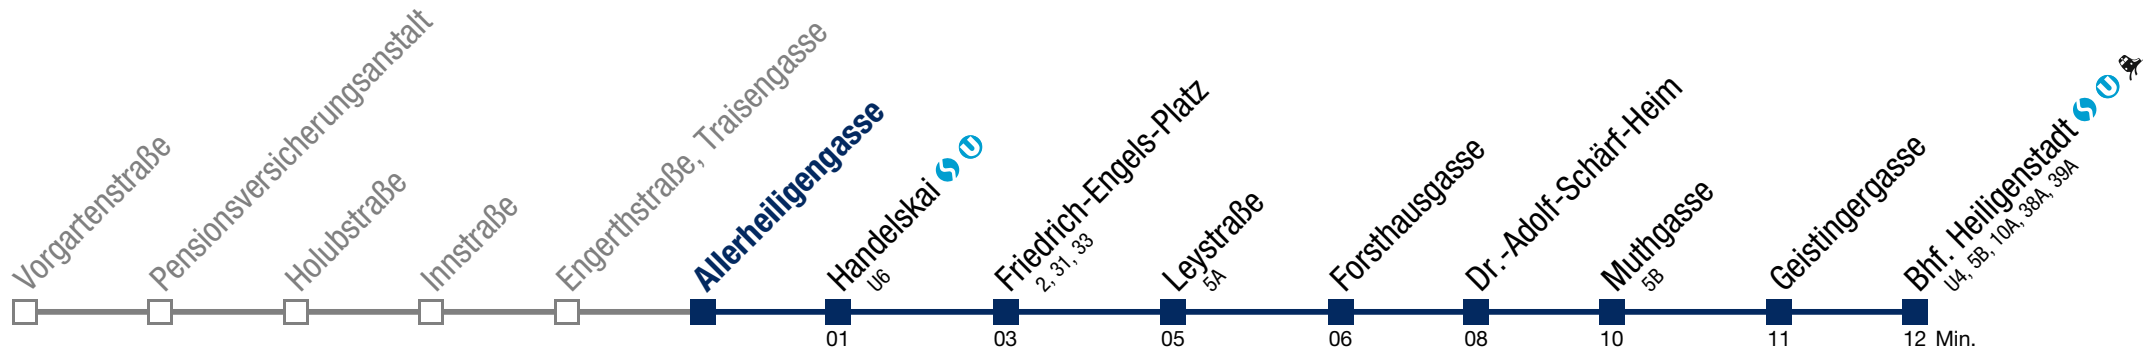 Vorgartenstraße
Pensionsversicherungsanstalt
Holubstraße
Innstraße
Engerthstraße, Traisengasse
Allerheiligengasse
Handelskai S U
U6
Friedrich-Engels-Platz
2, 31, 33
Leystraße
5A
Forsthausgasse
Dr.-Adolf-Schärf-Heim
Muthgasse
5B
Geistingergasse
Bhf. Heiligenstadt S U
U4, 5B, 10A, 38A, 39A
01 03 05 06 08 10 11 12 Min.